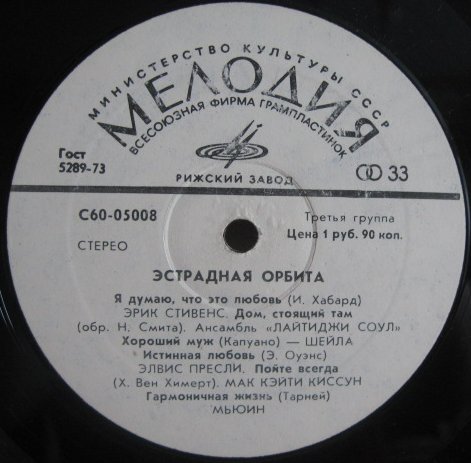 МИНИСТЕРСТВО КУЛЬТУРЫ СССР
МЕЛОДИЯ
ВСЕСОЮЗНАЯ ФИРМА ГРАМПЛАСТИНОК
Гост
5289-73
РИЖСКИЙ ЗАВОД
33
С60-05008
СТЕРЕО
Третья группа
Цена 1 руб. 90 коп.
ЭСТРАДНАЯ ОРБИТА
Я думаю, что это любовь (И. Хабард)
ЭРИК СТИВЕНС. Дом, стоящий там
(обр. Н. Смита). Ансамбль «ЛАЙТИДЖИ СОУЛ»
Хороший муж (Капуано) — ШЕЙЛА
Истинная любовь (Э. Оуэнс)
ЭЛВИС ПРЕСЛИ. Пойте всегда
(Х. Вен Химерт). МАК КЭЙТИ КИССУН
Гармоничная жизнь (Тарней)
МЬЮИН